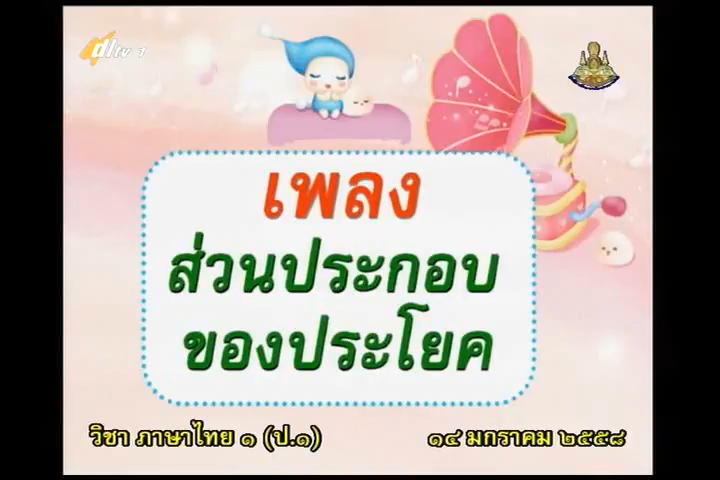 dltv 1
เพลง
ส่วนประกอบ
ของประโยค
วิชา ภาษาไทย ๑ (ป.๑)
๑๔ มกราคม ๒๕๕๘